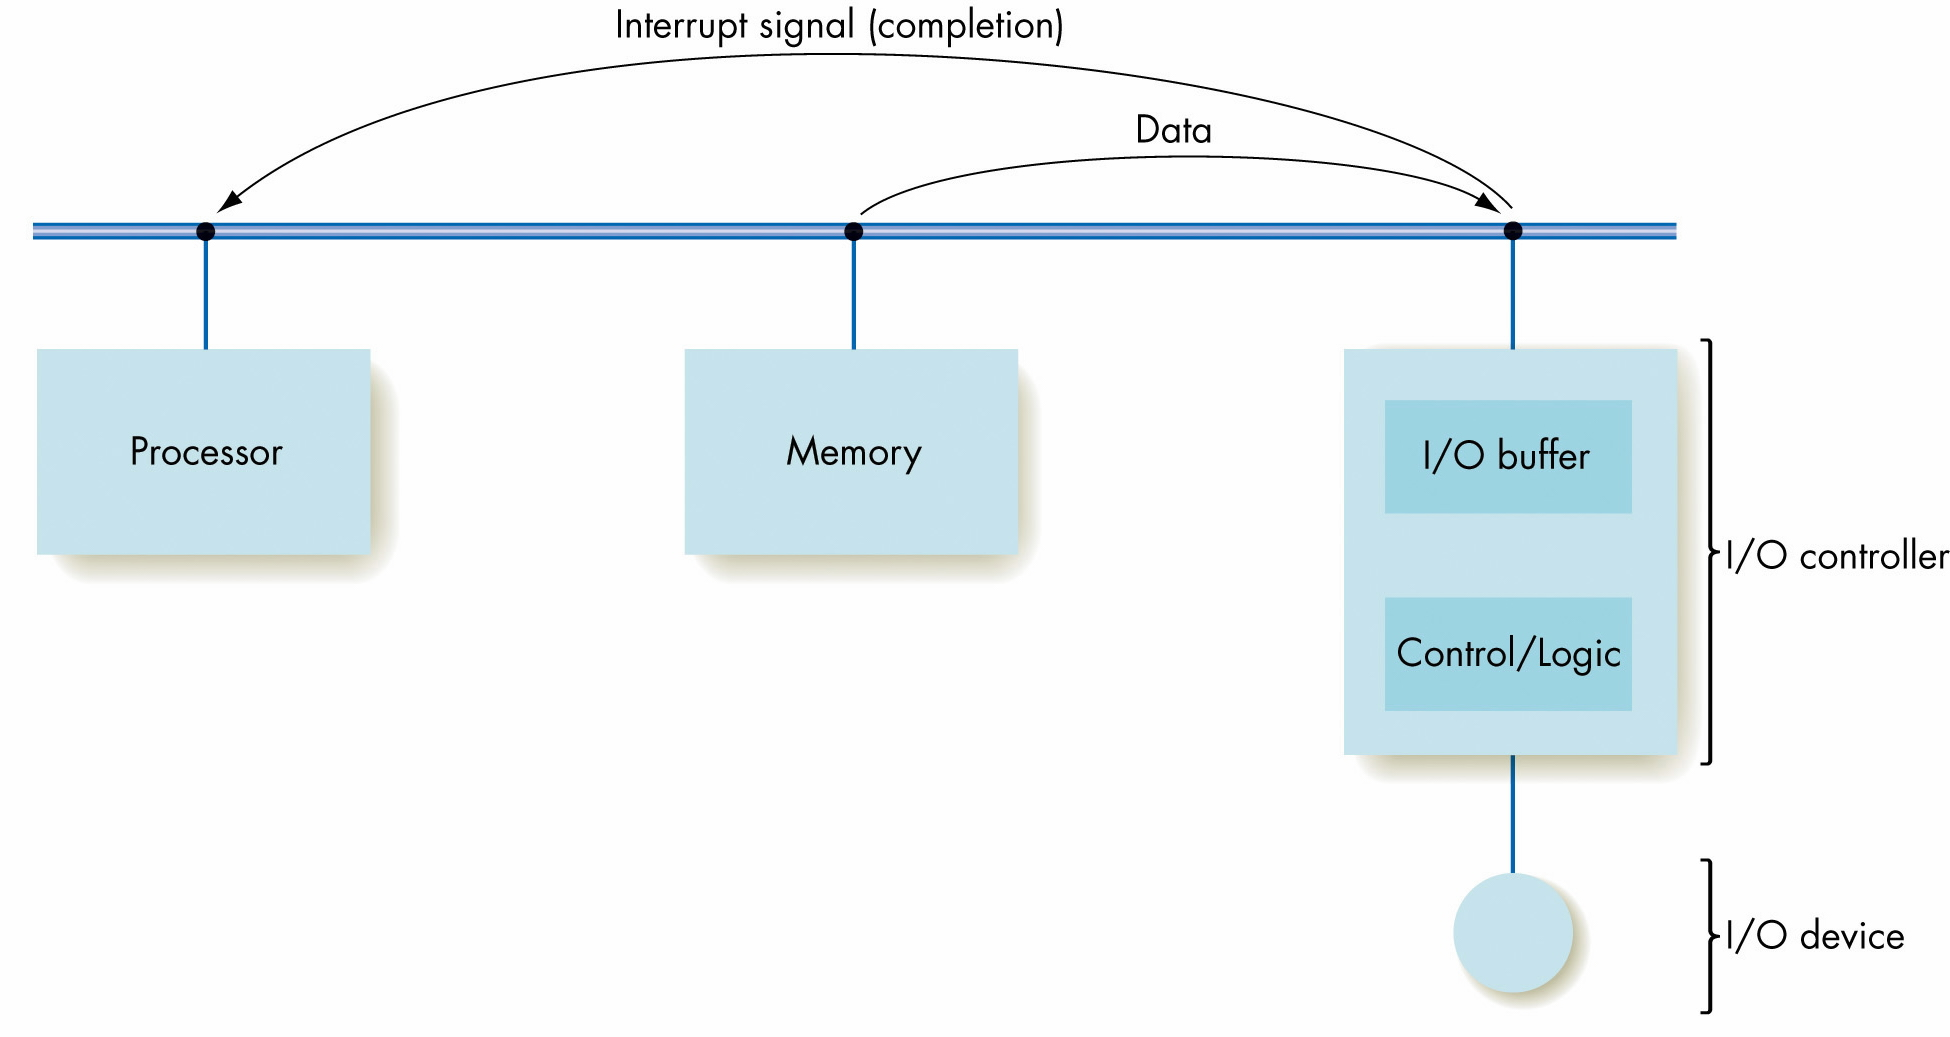 Interrupt signal (completion)
Data
Processor
Memory
I/O buffer
Control/Logic
I/O controller
I/O device